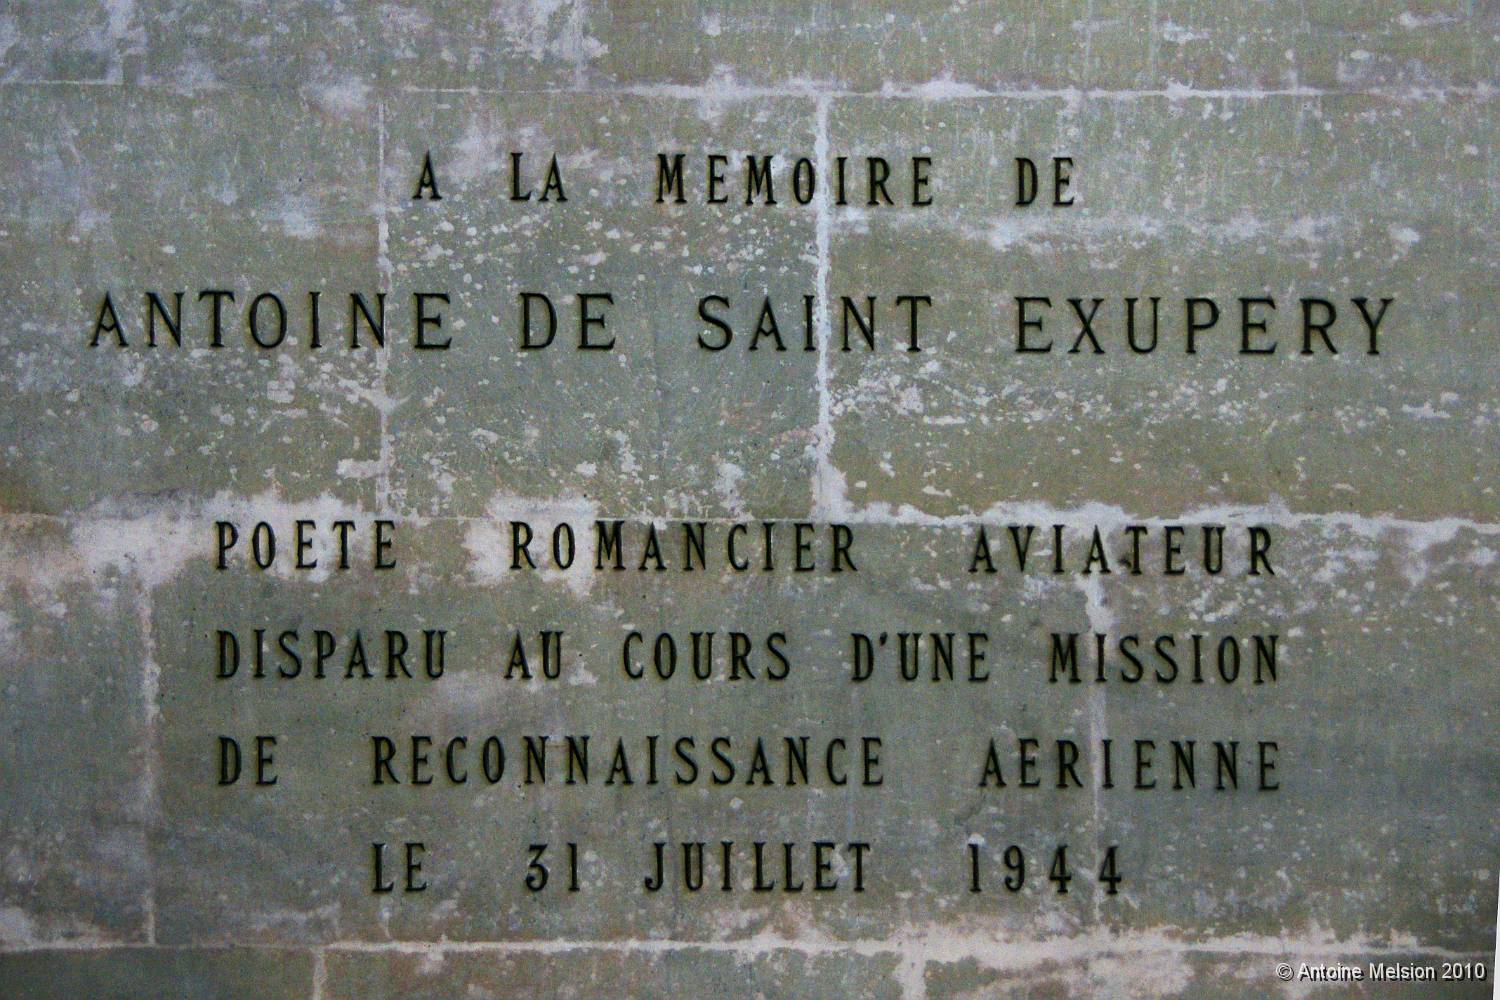 A LA MEMOIRE DE
ANTOINE DE SAINT EXUPERY
POETE ROMANCIER AVIATEUR
DISPARU AU COURS D'UNE MISSION
DE RECONNAISSANCE AERIENNE
LE 31 JUILLET 1944
© Antoine Melsion 2010